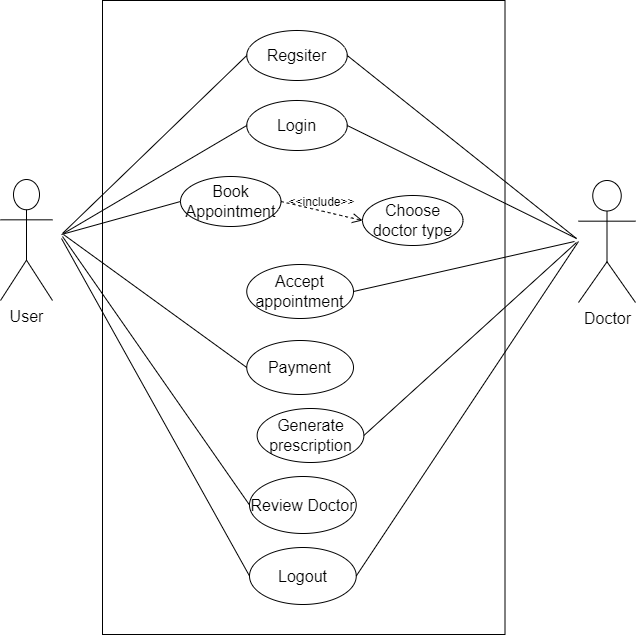 Regsiter
Login
Book
Appointment
<<include>>
Choose
doctor type
User
Doctor
Accept
appointment
Payment
Generate
prescription
Review Doctor
Logout